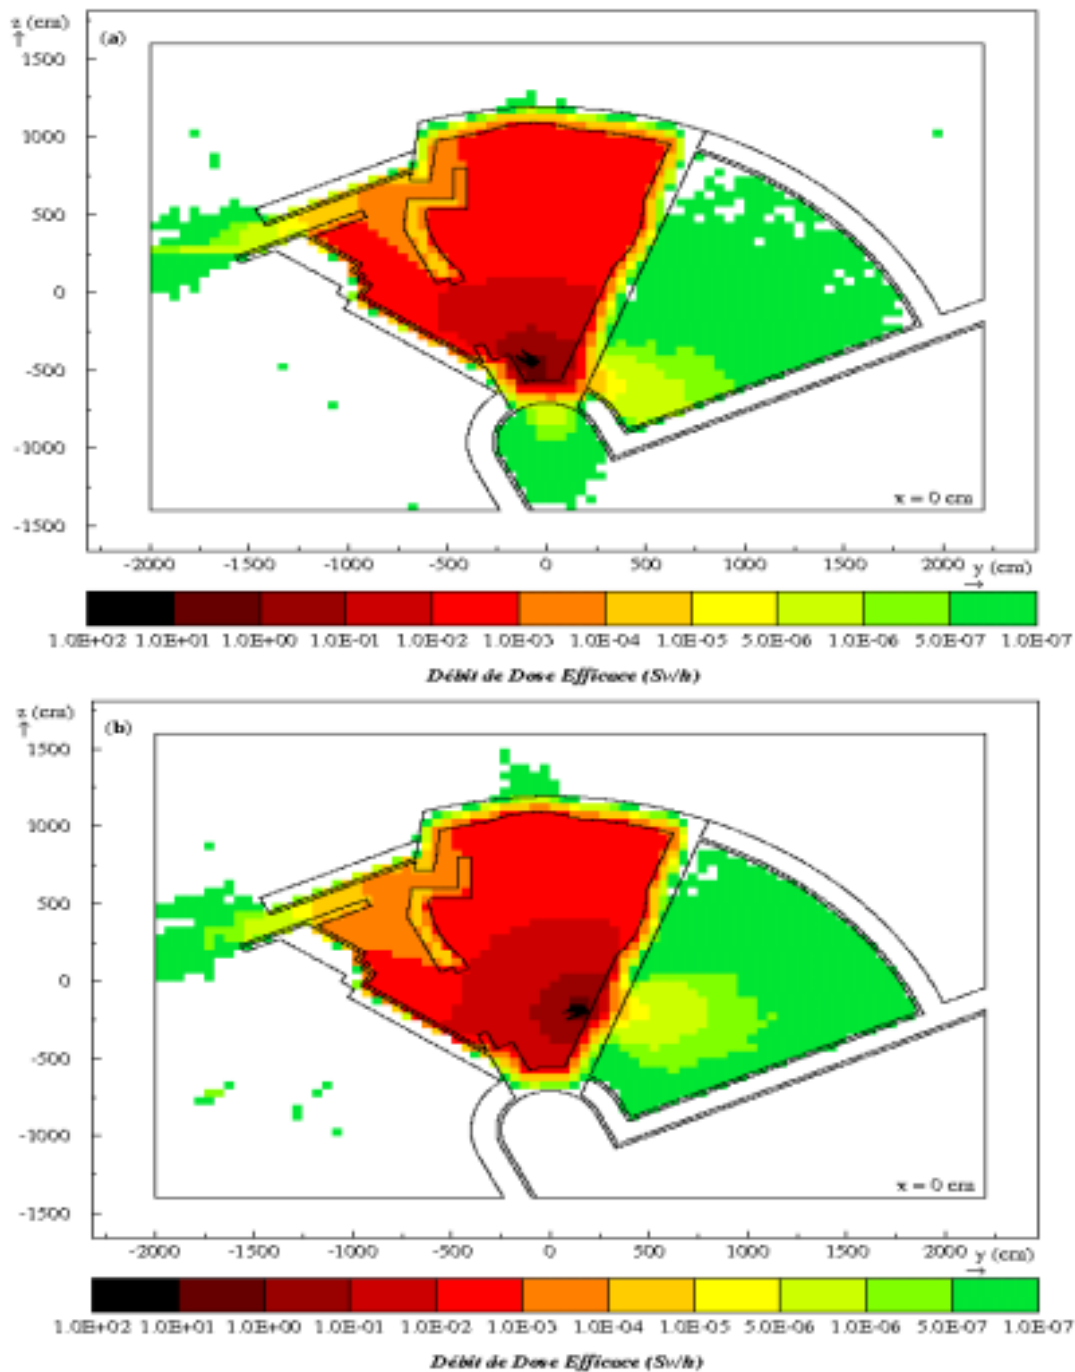 z (cm)
(a)
1500
1000
500
0
-500
-1000
-1500
x = 0 cm
-2000 -1500 -1000 -500 0 500 1000 1500 2000 y (cm)
1.0E+02 1.0E+01 1.0E+00 1.0E-01 1.0E-02 1.0E-03 1.0E-04 1.0E-05 5.0E-06 1.0E-06 5.0E-07 1.0E-07
Débit de Dose Efficace (Sv/h)
z (cm)
(b)
1500
1000
500
0
-500
-1000
-1500
x = 0 cm
-2000 -1500 -1000 -500 0 500 1000 1500 2000 y (cm)
1.0E+02 1.0E+01 1.0E+00 1.0E-01 1.0E-02 1.0E-03 1.0E-04 1.0E-05 5.0E-06 1.0E-06 5.0E-07 1.0E-07
Débit de Dose Efficace (Sv/h)